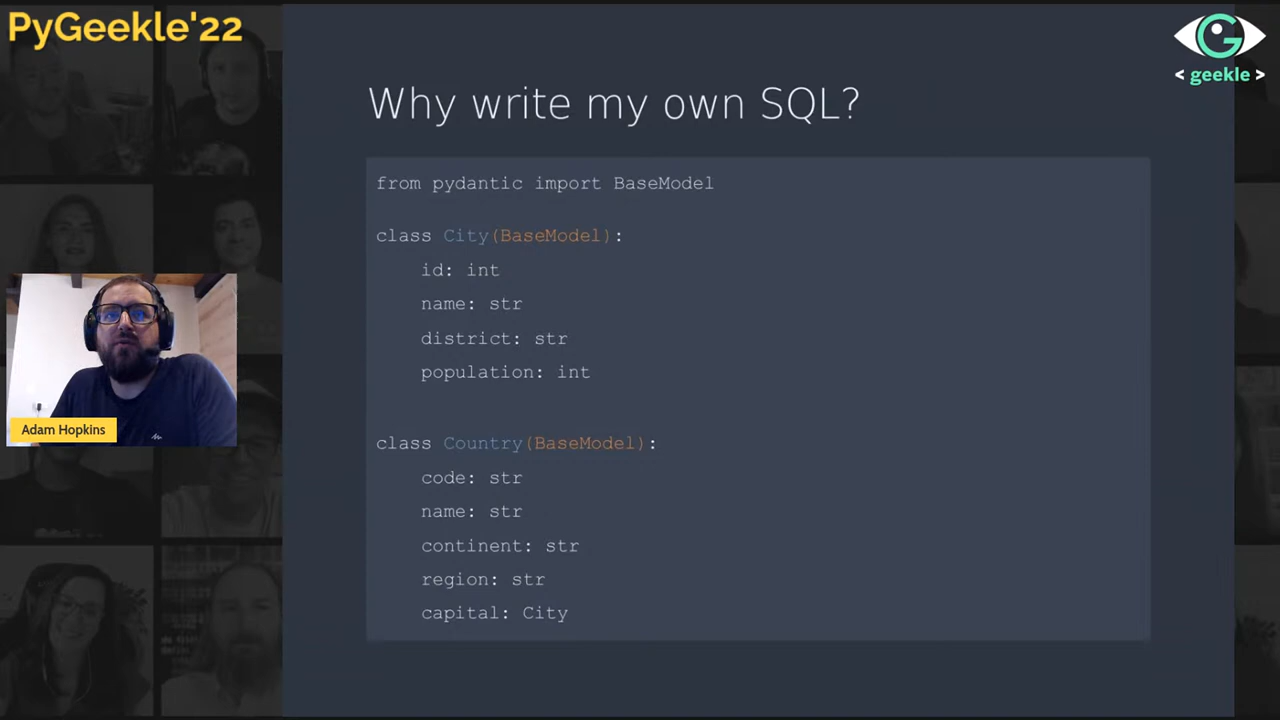 PyGeekle'22
< geekle >
Why write my own SQL?
from pydantic import BaseModel
class City(BaseModel):
id: int
name: str
district: str
population: int
class Country(BaseModel):
code: str
name: str
continent: str
region: str
capital: City
Adam Hopkins